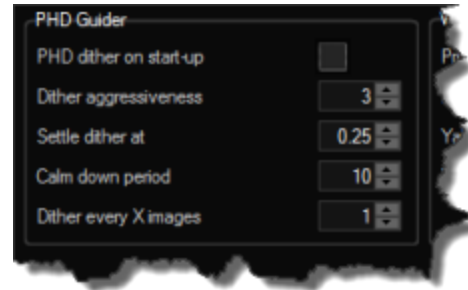 PHD Guider
PHD dither on start-up
Dither aggressiveness 3
Settle dither at 0.25
Calm down period 10
Dither every X images 1